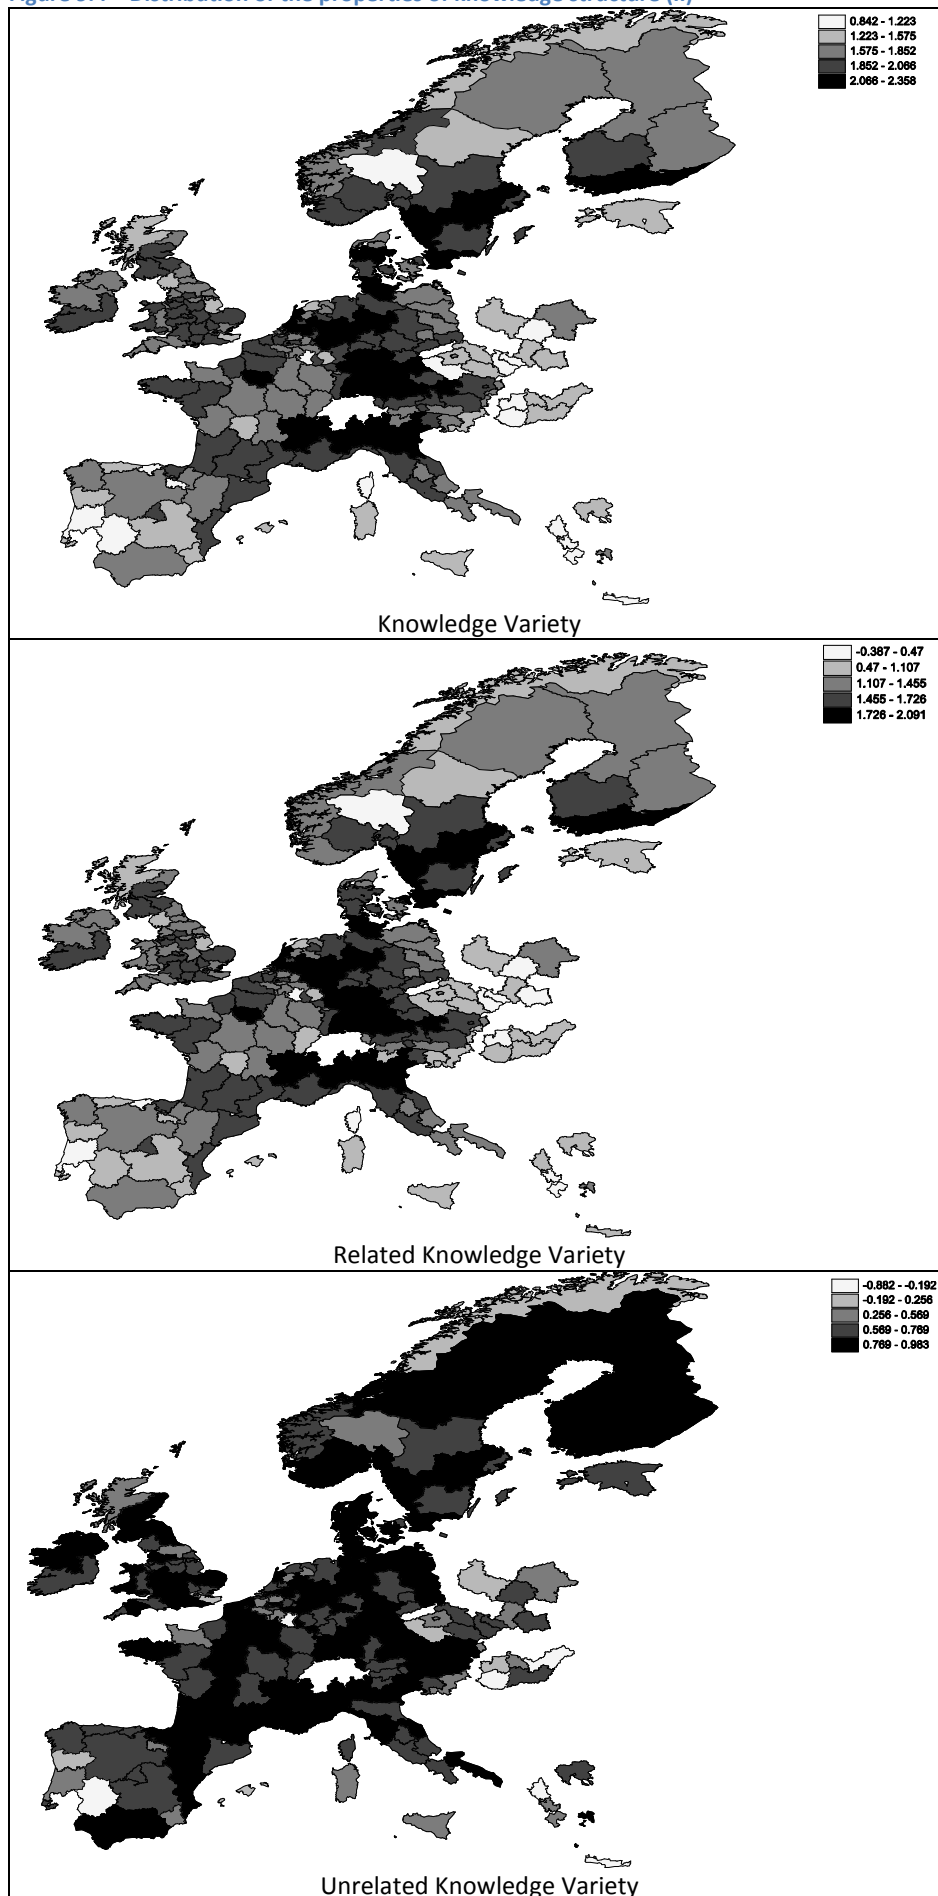 0.842 - 1.223
1.223 - 1.575
1.575 - 1.852
1.852 - 2.066
2.066 - 2.358
Knowledge Variety
-0.387 - 0.47
0.47 - 1.107
1.107 - 1.455
1.455 - 1.726
1.726 - 2.091
Related Knowledge Variety
-0.882 - -0.192
-0.192 - 0.256
0.256 - 0.569
0.569 - 0.769
0.769 - 0.983
Unrelated Knowledge Variety